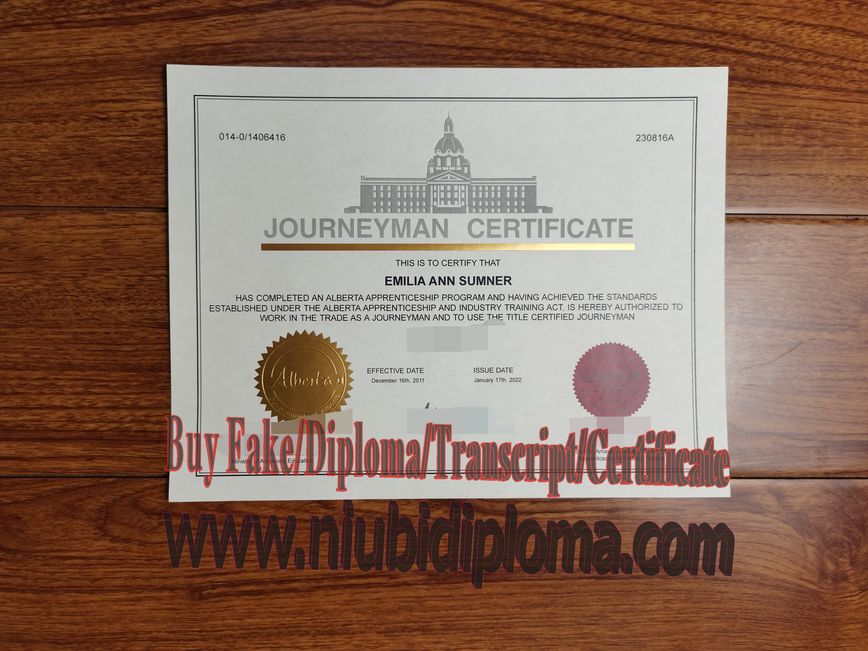 014-0/1406416
230816A
JOURNEYMAN CERTIFICATE
THIS IS TO CERTIFY THAT
EMILIA ANN SUMNER
HAS COMPLETED AN ALBERTA APPRENTICESHIP PROGRAM AND HAVING ACHIEVED THE STANDARDS
ESTABLISHED UNDER THE ALBERTA APPRENTICESHIP AND INDUSTRY TRAINING ACT, IS HEREBY AUTHORIZED TO
WORK IN THE TRADE AS A JOURNEYMAN AND TO USE THE TITLE CERTIFIED JOURNEYMAN
Alberta
EFFECTIVE DATE
December 16th, 2011
ISSUE DATE
January 17th, 2022
Buy Fake/Diploma/Transcript/Certificate
www.niubidiploma.com